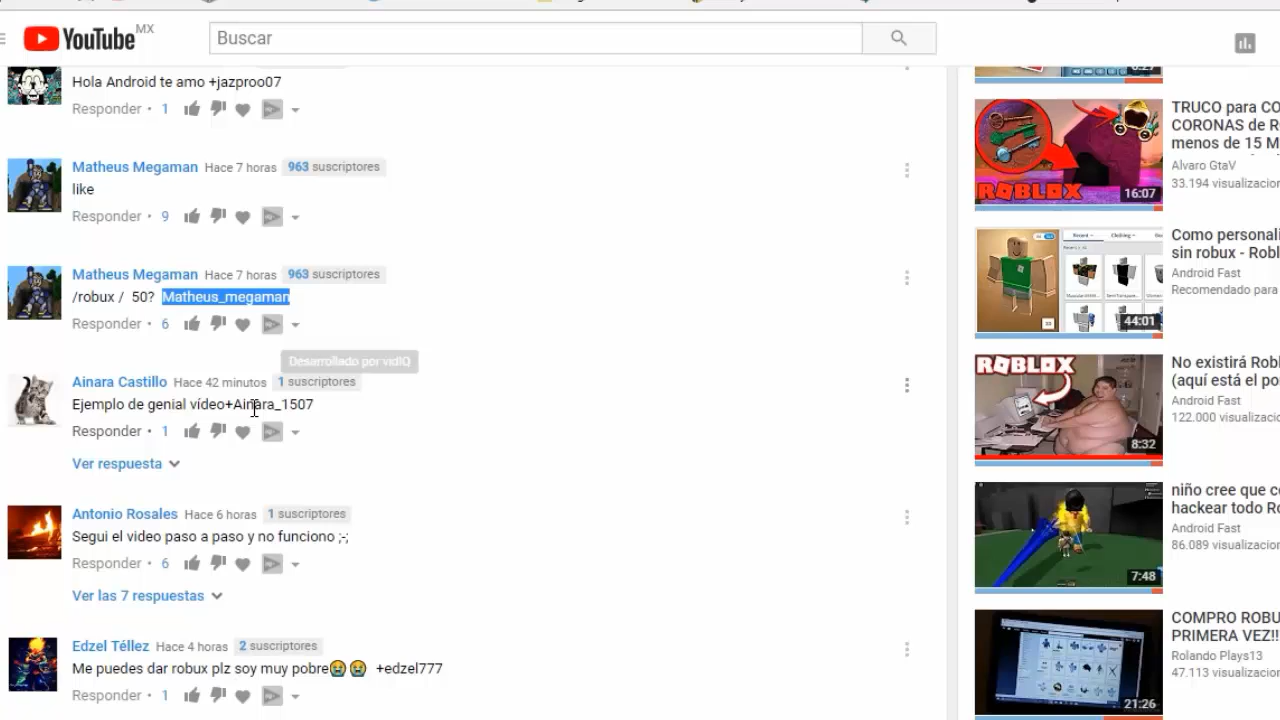 YouTube MX
Buscar
Hola Android te amo +jazproo07
Responder • 1
Matheus Megaman Hace 7 horas 963 suscriptores
like
Responder • 9
Matheus Megaman Hace 7 horas 963 suscriptores
/robux / 50? Matheus_megaman
Responder • 6
Desarrollado por vidIQ
Ainara Castillo Hace 42 minutos 1 suscriptores
Ejemplo de genial vídeo+Ainara_1507
Responder • 1
Ver respuesta
Antonio Rosales Hace 6 horas 1 suscriptores
Segui el video paso a paso y no funciono ;-;
Responder • 6
Ver las 7 respuestas
Edzel Téllez Hace 4 horas 2 suscriptores
Me puedes dar robux plz soy muy pobre😭😭 +edzel777
Responder • 1
TRUCO para CO
CORONAS de R
menos de 15 M
Alvaro GtaV
33.194 visualizacion
ROBLOX
16:07
Como personali
sin robux - Robl
Android Fast
Recomendado para
Recent
Clothing
44:01
No existirá Robl
(aquí está el po
Android Fast
122.000 visualizacio
ROBLOX
8:32
niño cree que c
hackear todo Ro
Android Fast
86.089 visualizacion
7:48
COMPRO ROBU
PRIMERA VEZ!!
Rolando Plays13
47.113 visualizacion
21:26